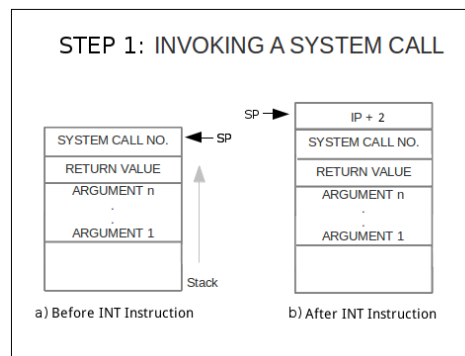 STEP 1: INVOKING A SYSTEM CALL
SYSTEM CALL NO.
SP
RETURN VALUE
ARGUMENT n
.
.
ARGUMENT 1
Stack
a) Before INT Instruction
SP
IP + 2
SYSTEM CALL NO.
RETURN VALUE
ARGUMENT n
.
.
ARGUMENT 1
b) After INT Instruction